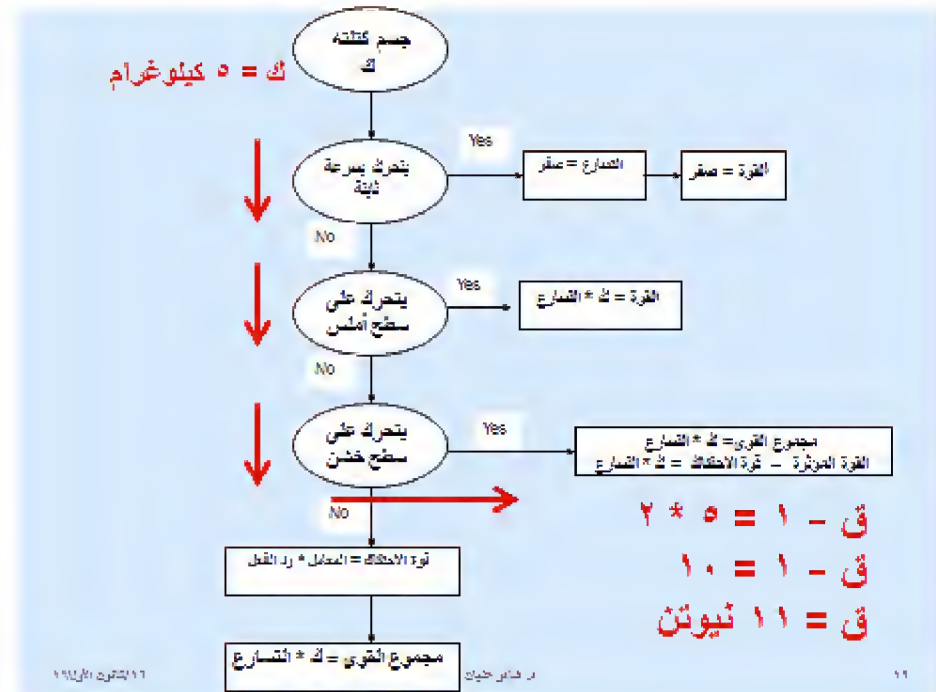 جسم كتلته
ك
ك = ٥ كيلوغرام
Yes
يتحرك بسرعة
ثابتة
التسارع = صفر
القوة = صفر
No
Yes
يتحرك على
سطح أملس
القوة = ك * التسارع
No
Yes
يتحرك على
سطح خشن
مجموع القوى= ك * التسارع
القوة المؤثرة – قوة الاحتكاك = ك * التسارع
No
ق – ١ = ٥ * ٢
ق – ١ = ١٠
ق = ١١ نيوتن
قوة الاحتكاك = المعامل * رد الفعل
مجموع القوى = ك * التسارع
١١